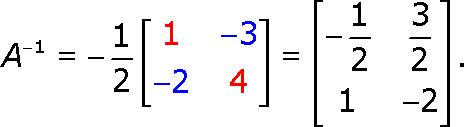 A⁻¹ = −1/2 [1 −3; −2 4] = [−1/2 3/2; 1 −2].